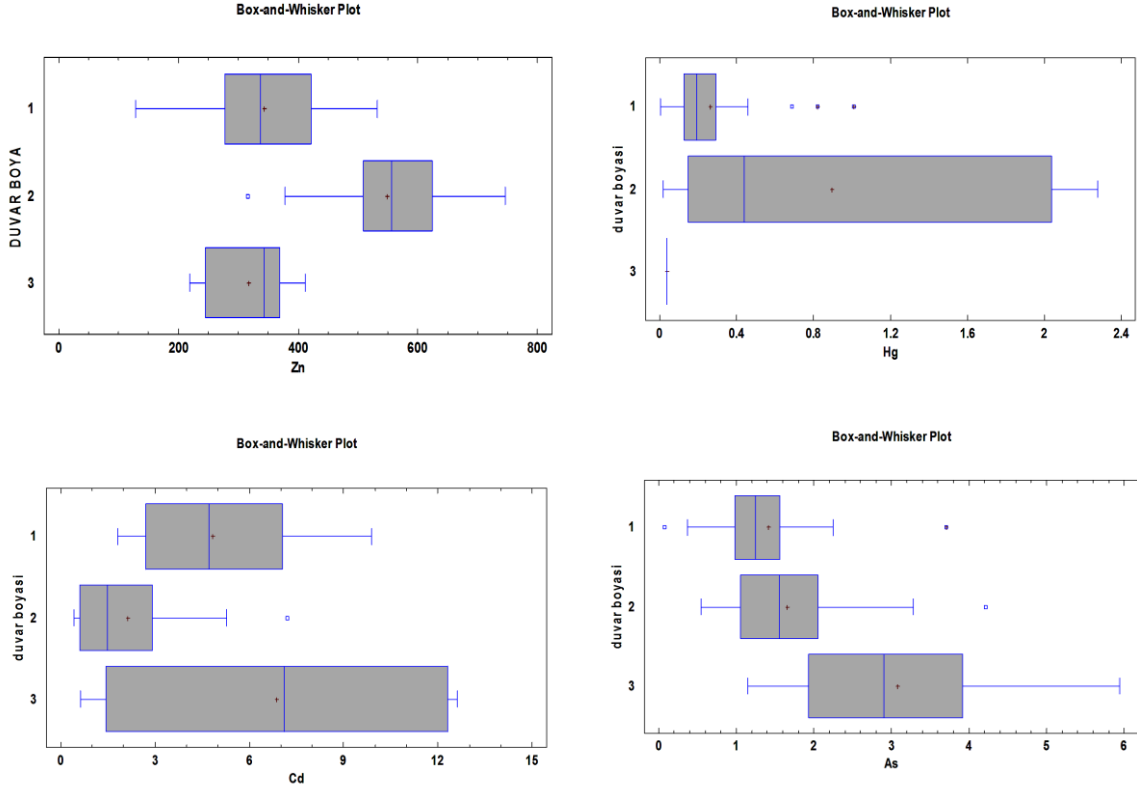 Box-and-Whisker Plot
DUVAR BOYA
1
2
3
0 200 400 600 800
Zn
Box-and-Whisker Plot
duvar boyasi
1
2
3
0 0.4 0.8 1.2 1.6 2 2.4
Hg
Box-and-Whisker Plot
duvar boyasi
1
2
3
0 3 6 9 12 15
Cd
Box-and-Whisker Plot
duvar boyasi
1
2
3
0 1 2 3 4 5 6
As